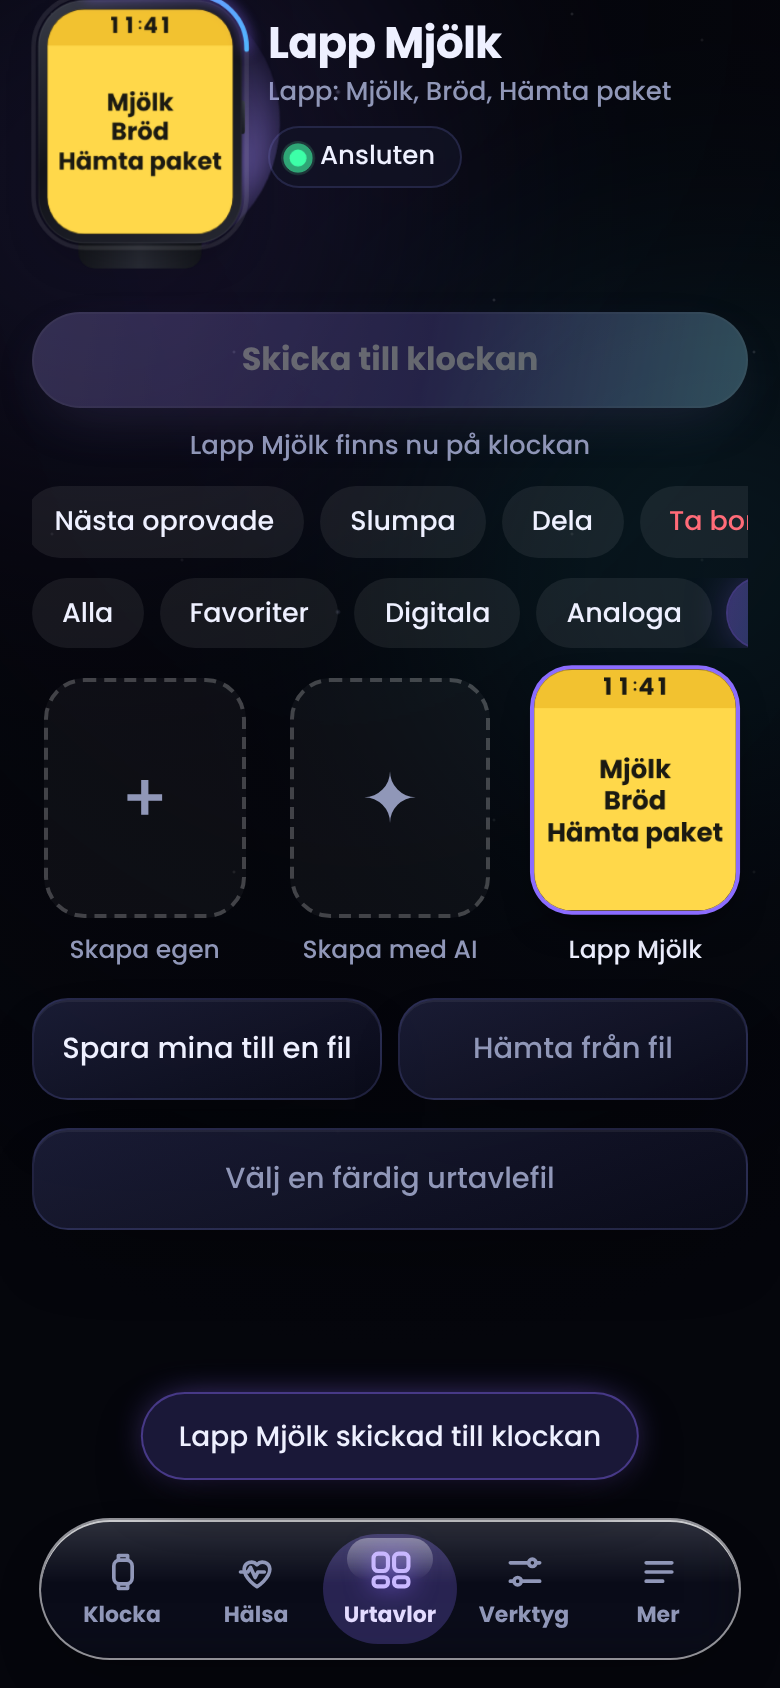 11:41
Mjölk
Bröd
Hämta paket
Lapp Mjölk
Lapp: Mjölk, Bröd, Hämta paket
Ansluten
Skicka till klockan
Lapp Mjölk finns nu på klockan
Nästa oprovade
Slumpa
Dela
Ta
Alla
Favoriter
Digitala
Analoga
+
11:41
Mjölk
Bröd
Hämta paket
Skapa egen
Skapa med AI
Lapp Mjölk
Spara mina till en fil
Hämta från fil
Välj en färdig urtavlefil
Lapp Mjölk skickad till klockan
Klocka
Hälsa
Urtavlor
Verktyg
Mer